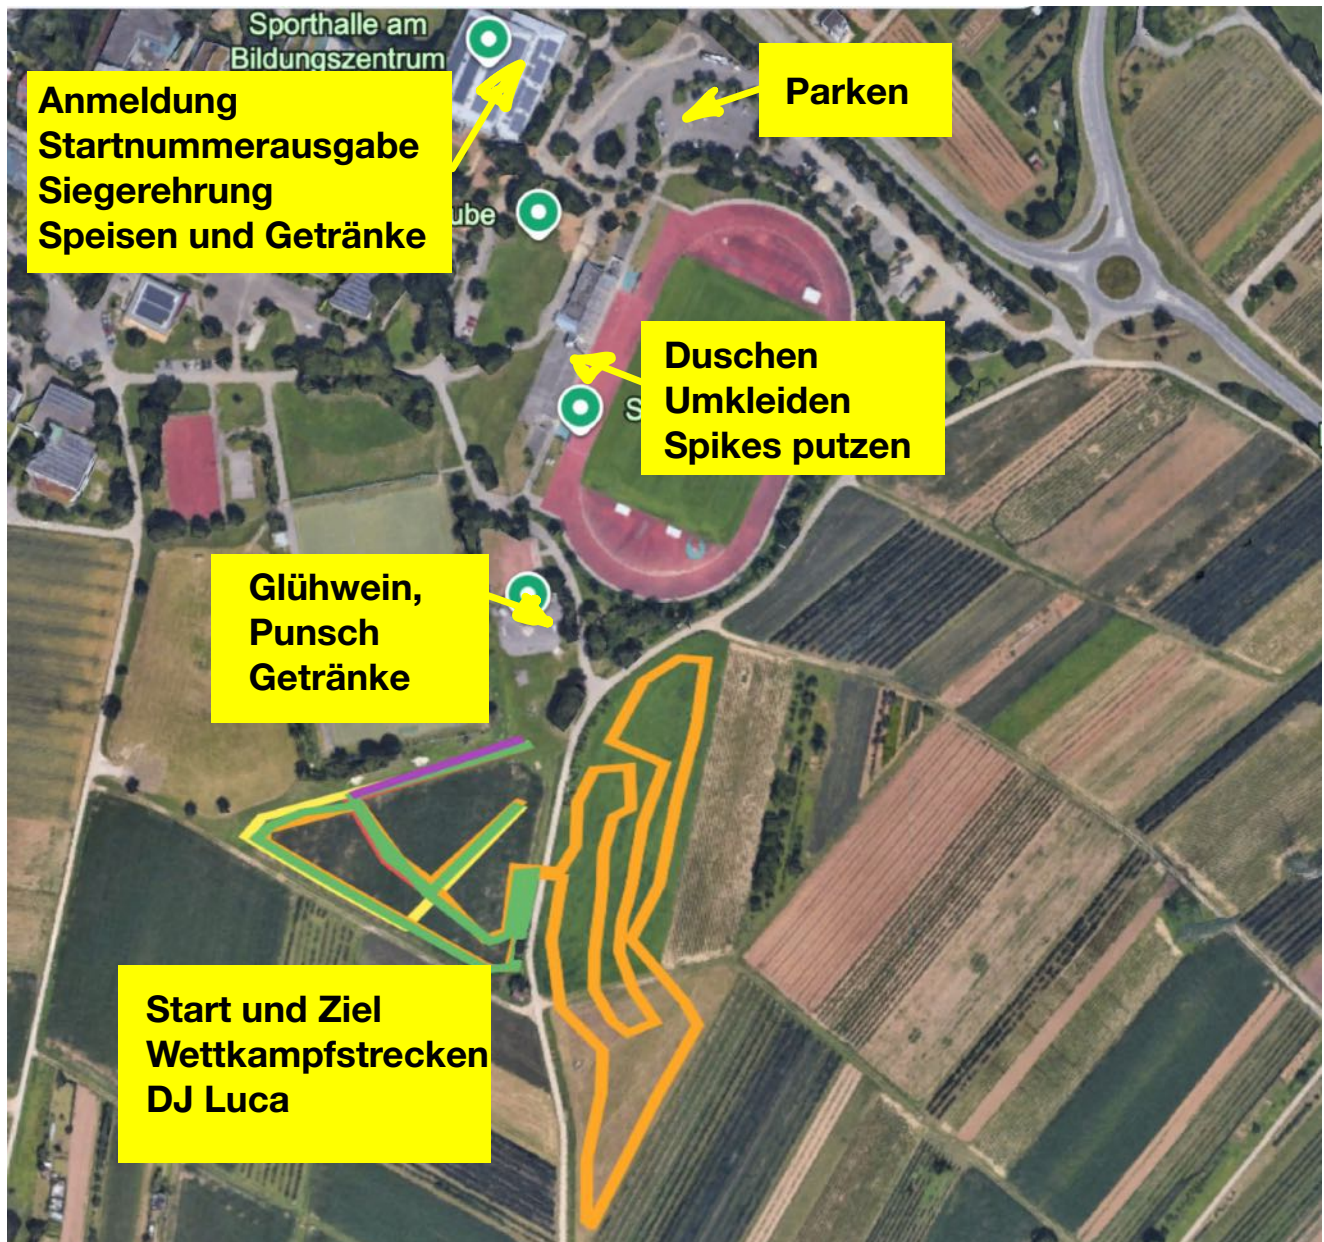 Sporthalle am
Bildungszentrum
Anmeldung
Startnummerausgabe
Siegerehrung
Speisen und Getränke
Parken
ube
Duschen
Umkleiden
Spikes putzen
S
Glühwein,
Punsch
Getränke
Start und Ziel
Wettkampfstrecken
DJ Luca